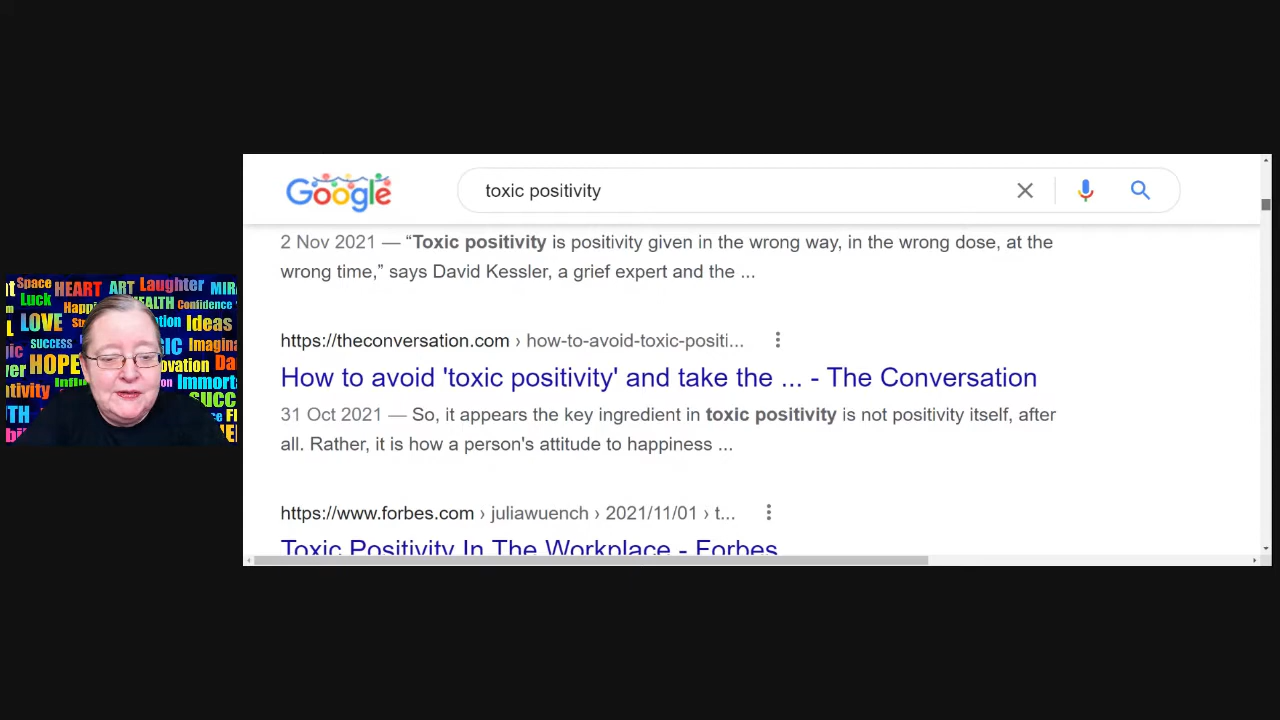 Google
toxic positivity
2 Nov 2021 — “Toxic positivity is positivity given in the wrong way, in the wrong dose, at the
wrong time,” says David Kessler, a grief expert and the ...
https://theconversation.com › how-to-avoid-toxic-positi...
How to avoid 'toxic positivity' and take the ... - The Conversation
31 Oct 2021 — So, it appears the key ingredient in toxic positivity is not positivity itself, after
all. Rather, it is how a person's attitude to happiness ...
https://www.forbes.com › juliawuench › 2021/11/01 › t...
Toxic Positivity In The Workplace - Forbes
Space HEART ART Laughter
Luck Confidence
LOVE Ideas
SUCCESS
HOPE